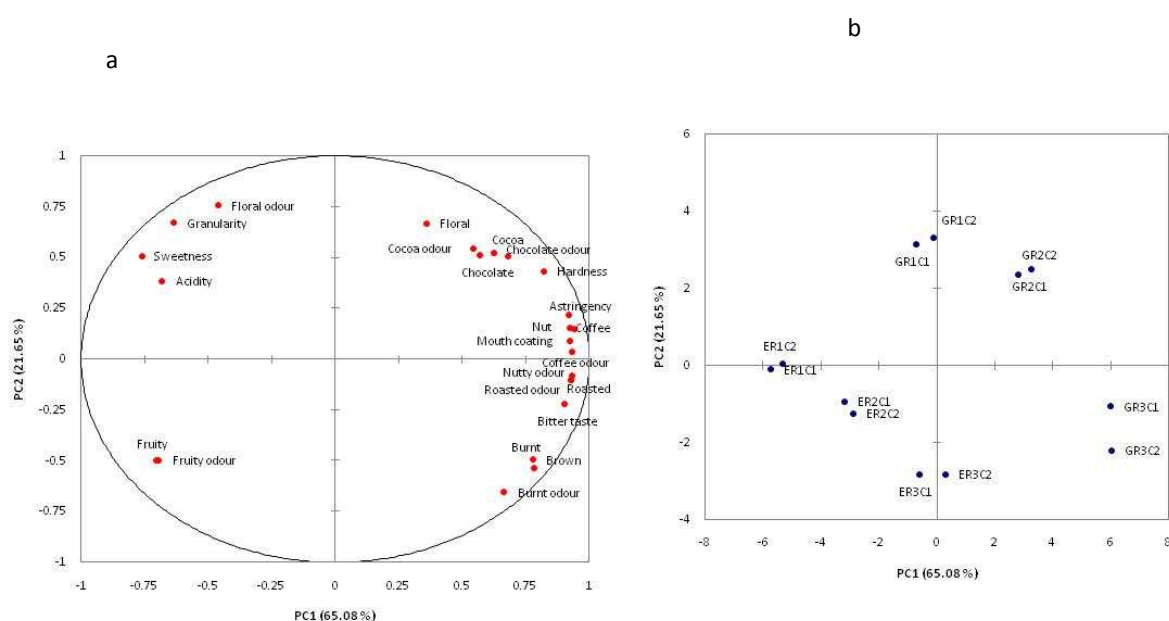 a
b
1
0.75
0.5
0.25
0
-0.25
-0.5
-0.75
-1
-1
-0.75
-0.5
-0.25
0
0.25
0.5
0.75
1
PC2 (21.65 %)
PC1 (65.08 %)
Floral odour
Granularity
Floral
Cocoa
Cocoa odour
Chocolate odour
Sweetness
Chocolate
Hardness
Acidity
Astringency
Nut
Coffee
Mouth coating
Coffee odour
Nutty odour
Roasted odour
Roasted
Bitter taste
Fruity
Burnt
Fruity odour
Brown
Burnt odour
6
4
2
0
-2
-4
-8
-6
-4
-2
0
2
4
6
8
PC2 (21.65 %)
PC1 (65.08 %)
GR1C2
GR1C1
GR2C2
GR2C1
ER1C2
ER1C1
ER2C1
ER2C2
GR3C1
GR3C2
ER3C1
ER3C2